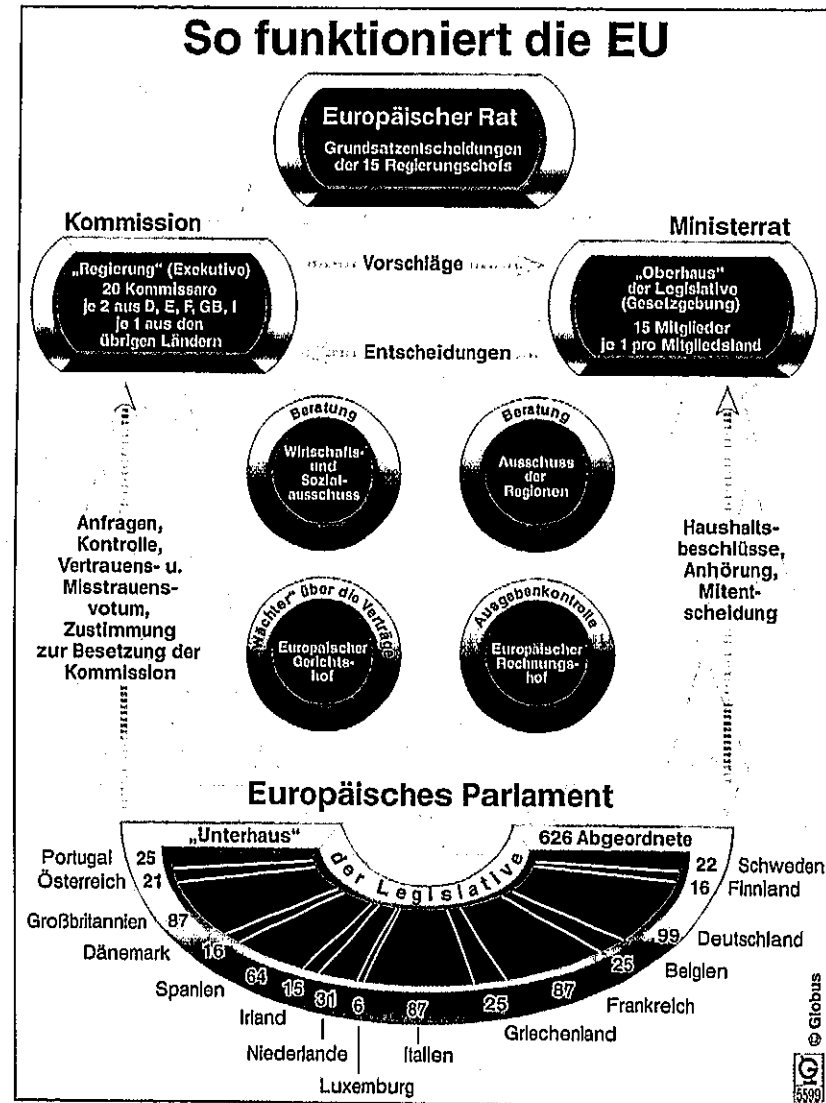 So funktioniert die EU
Europäischer Rat
Grundsatzentscheidungen
der 15 Regierungschefs
Kommission
„Regierung" (Exekutive)
20 Kommissare
je 2 aus D, E, F, GB, I
je 1 aus den
übrigen Ländern
Vorschläge
Entscheidungen
Ministerrat
„Oberhaus"
der Legislative
(Gesetzgebung)
15 Mitglieder
je 1 pro Mitgliedsland
Beratung
Wirtschafts-
und
Sozial-
ausschuss
Beratung
Ausschuss
der
Regionen
Anfragen,
Kontrolle,
Vertrauens- u.
Misstrauens-
votum,
Zustimmung
zur Besetzung der
Kommission
„Wächter" über die Verträge
Europäischer
Gerichts-
hof
Ausgabenkontrolle
Europäischer
Rechnungs-
hof
Haushalts-
beschlüsse,
Anhörung,
Mitent-
scheidung
Europäisches Parlament
„Unterhaus"
der Legislative
626 Abgeordnete
Portugal 25
Österreich 21
Großbritannien 87
Dänemark 16
Spanien 64
Irland 15
Niederlande 31
Luxemburg 6
Italien 87
Griechenland 25
Frankreich 87
Belgien 25
Deutschland 99
16 Finnland
22 Schweden
© Globus
G
5599